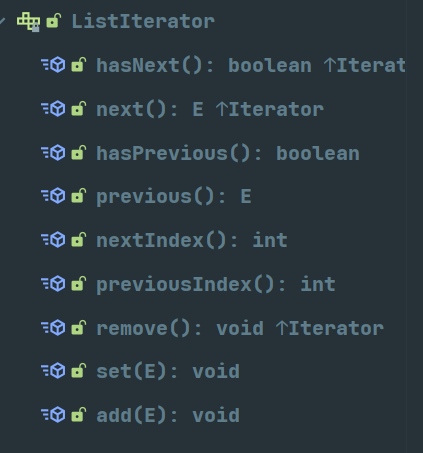 ListIterator
hasNext(): boolean ↑Iterat
next(): E ↑Iterator
hasPrevious(): boolean
previous(): E
nextIndex(): int
previousIndex(): int
remove(): void ↑Iterator
set(E): void
add(E): void